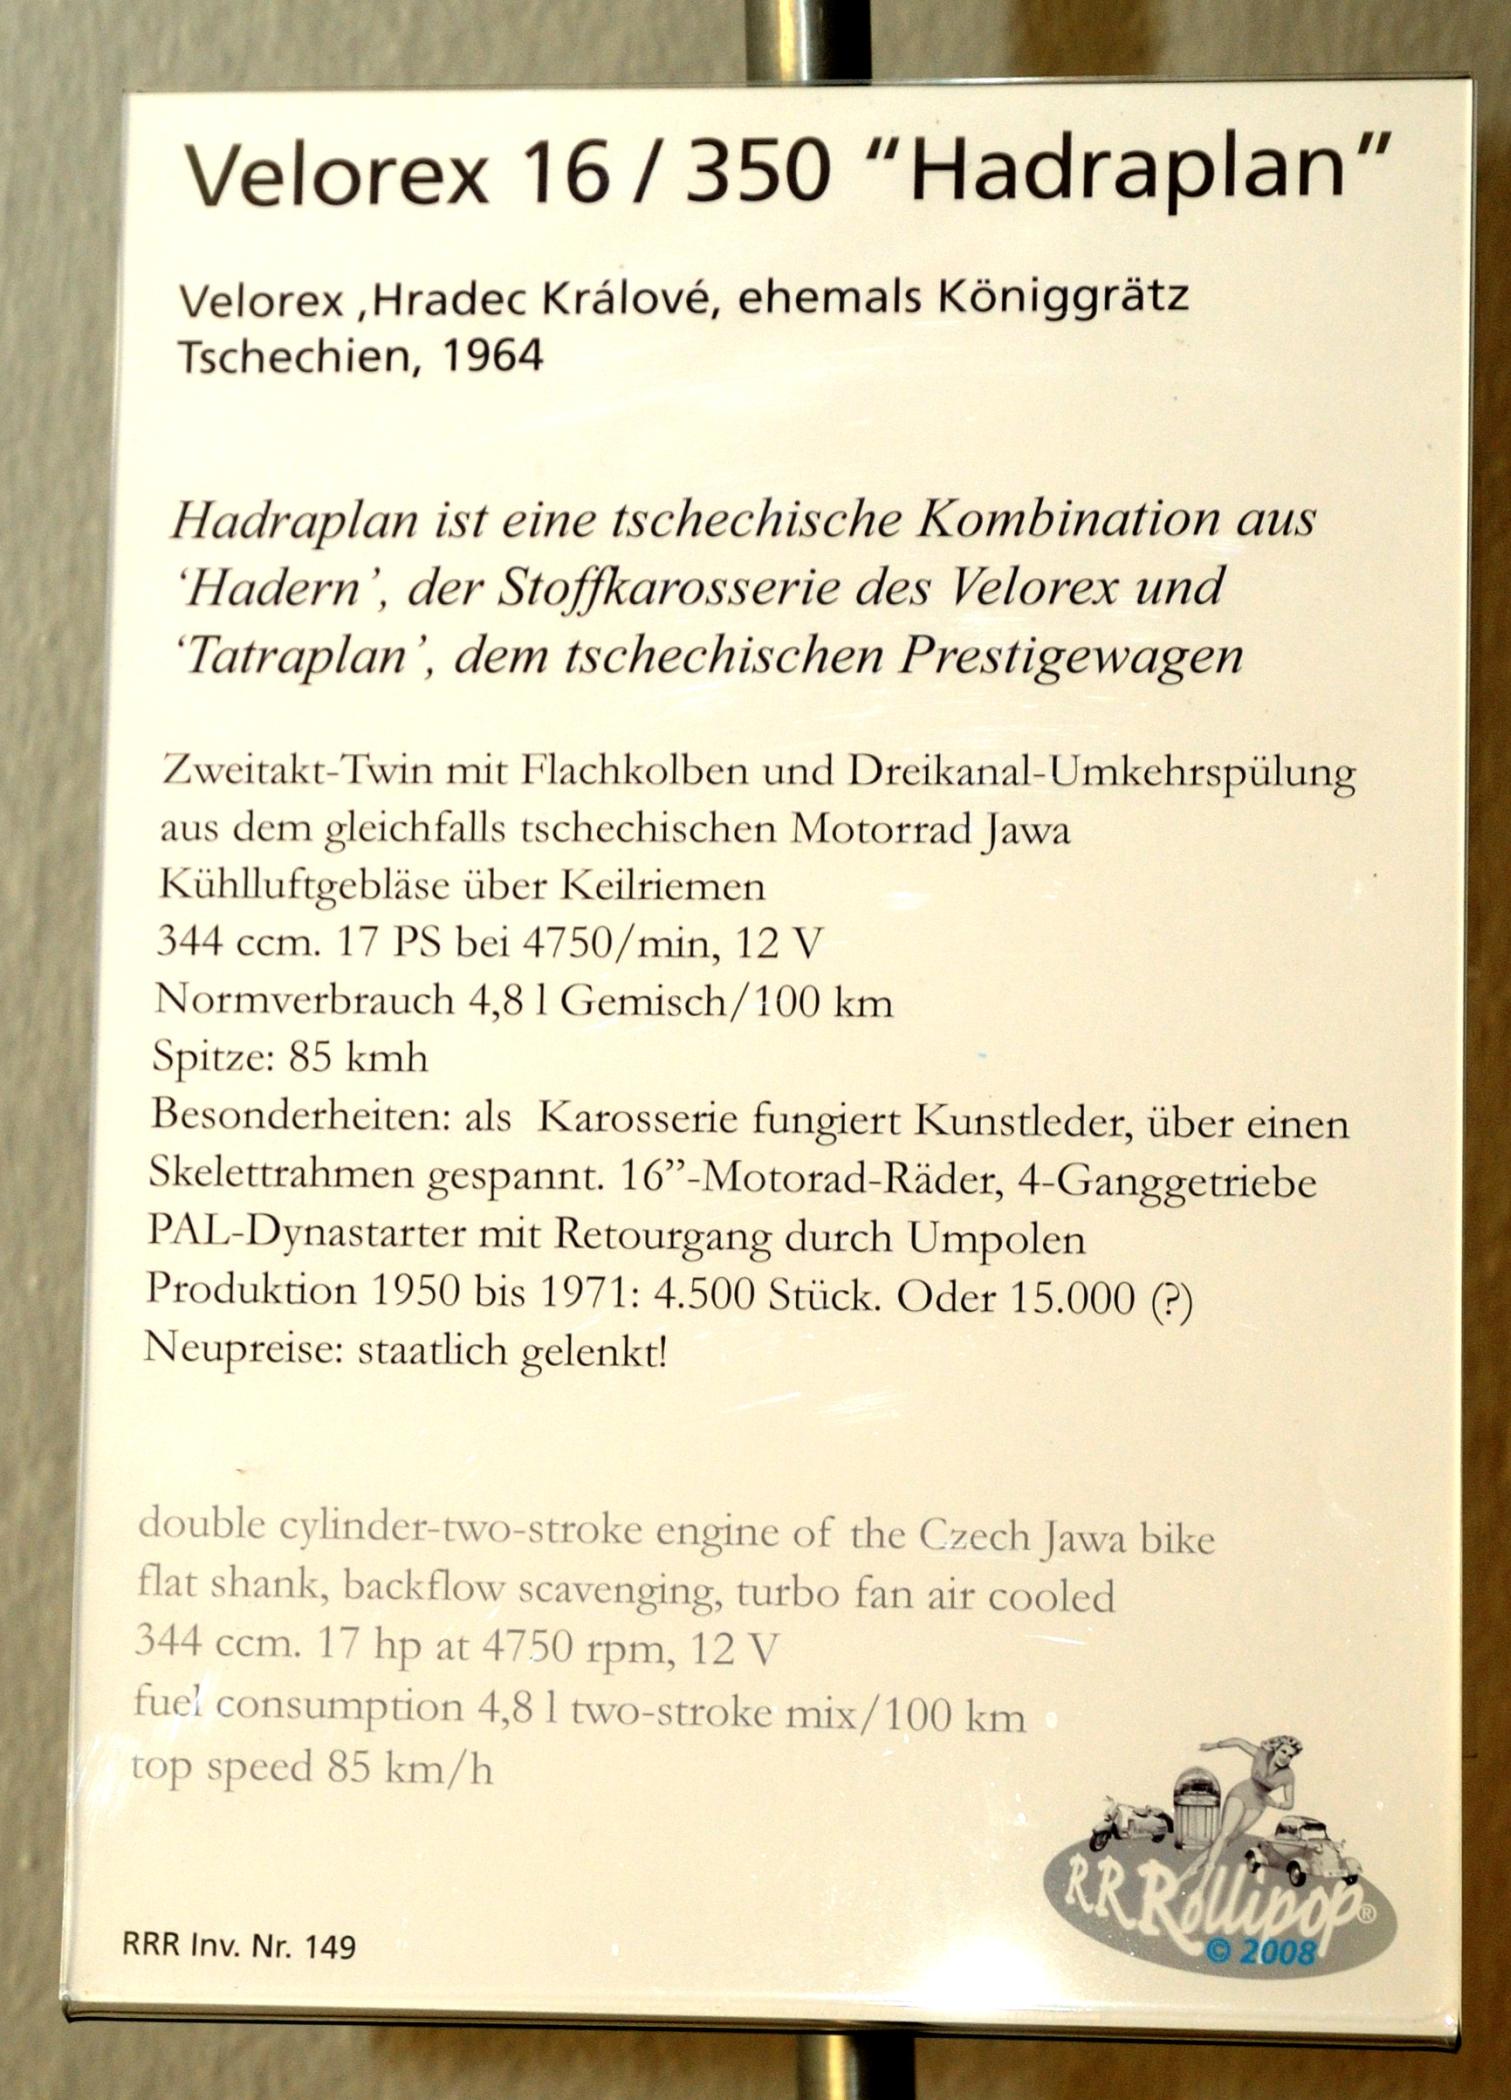 Velorex 16 / 350 “Hadraplan”
Velorex ,Hradec Králové, ehemals Königgrätz
Tschechien, 1964
Hadraplan ist eine tschechische Kombination aus
‘Hadern’, der Stoffkarosserie des Velorex und
‘Tatraplan’, dem tschechischen Prestigewagen
Zweitakt-Twin mit Flachkolben und Dreikanal-Umkehrspülung
aus dem gleichfalls tschechischen Motorrad Jawa
Kühlluftgebläse über Keilriemen
344 ccm. 17 PS bei 4750/min, 12 V
Normverbrauch 4,8 l Gemisch/100 km
Spitze: 85 kmh
Besonderheiten: als Karosserie fungiert Kunstleder, über einen
Skelettrahmen gespannt. 16”-Motorad-Räder, 4-Ganggetriebe
PAL-Dynastarter mit Retourgang durch Umpolen
Produktion 1950 bis 1971: 4.500 Stück. Oder 15.000 (?)
Neupreise: staatlich gelenkt!
double cylinder-two-stroke engine of the Czech Jawa bike
flat shank, backflow scavenging, turbo fan air cooled
344 ccm. 17 hp at 4750 rpm, 12 V
fuel consumption 4,8 l two-stroke mix/100 km
top speed 85 km/h
RRRollipop®
© 2008
RRR Inv. Nr. 149